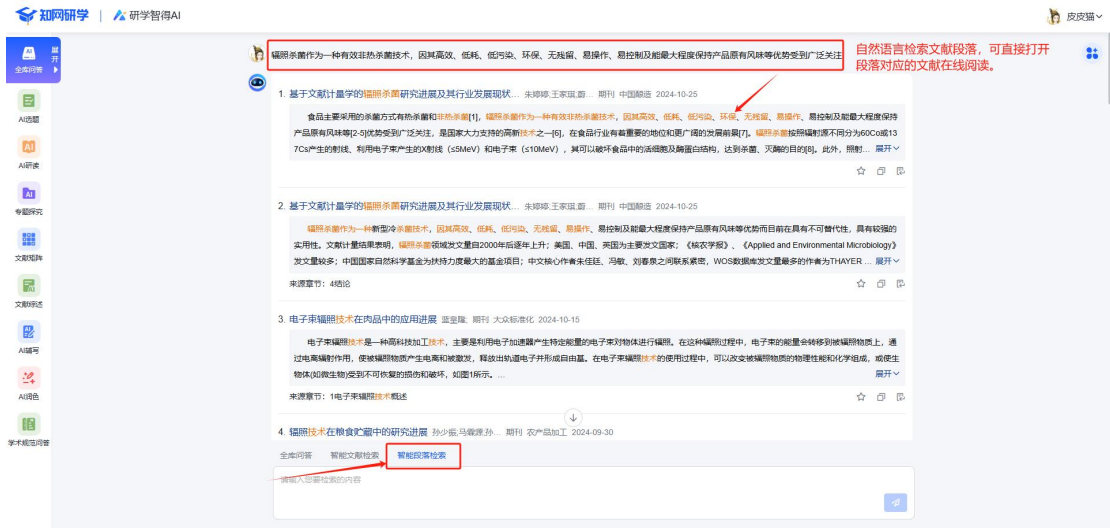 知网研学 | 研学智得AI
皮皮猫
AI
全库问答
展开
AI选题
AI
AI研读
AI
专题探究
文献矩阵
文献综述
AI编写
AI润色
学术规范问答
辐照杀菌作为一种有效非热杀菌技术,因其高效、低耗、低污染、环保、无残留、易操作、易控制及能最大程度保持产品原有风味等优势受到广泛关注
自然语言检索文献段落,可直接打开
段落对应的文献在线阅读。
1. 基于文献计量学的辐照杀菌研究进展及其行业发展现状... 朱婷婷,王家琪,蔚... 期刊 中国酿造 2024-10-25
食品主要采用的杀菌方式有热杀菌和非热杀菌[1],辐照杀菌作为一种有效非热杀菌技术,因其高效、低耗、低污染、环保、无残留、易操作、易控制及能最大程度保持
产品原有风味等[2-5]优势受到广泛关注,是国家大力支持的高新技术之一[6],在食品行业有着重要的地位和更广阔的发展前景[7]。辐照杀菌按照辐射源不同分为60Co或13
7Cs产生的射线、利用电子束产生的X射线(≤5MeV)和电子束(≤10MeV),其可以破坏食品中的活细胞及酶蛋白结构,达到杀菌、灭酶的目的[8]。此外,照射... 展开
2. 基于文献计量学的辐照杀菌研究进展及其行业发展现状... 朱婷婷,王家琪,蔚... 期刊 中国酿造 2024-10-25
辐照杀菌作为一种新型冷杀菌技术,因其高效、低耗、低污染、无残留、易操作、易控制及能最大程度保持产品原有风味等优势而目前在具有不可替代性,具有较强的
实用性。文献计量结果表明,辐照杀菌领域发文量自2000年后逐年上升;美国、中国、英国为主要发文国家;《核农学报》、《Applied and Environmental Microbiology》
发文量较多;中国国家自然科学基金为扶持力度最大的基金项目;中文核心作者朱佳廷、冯敏、刘春泉之间联系紧密,WOS数据库发文量最多的作者为THAYER ... 展开
来源章节:4结论
3. 电子束辐照技术在肉品中的应用进展 蓝皇隆; 期刊 大众标准化 2024-10-15
电子束辐照技术是一种高科技加工技术,主要是利用电子加速器产生特定能量的电子束对物体进行辐照。在这种辐照过程中,电子束的能量会转移到被辐照物质上,通
过电离辐射作用,使被辐照物质产生电离和被激发,释放出轨道电子并形成自由基。在电子束辐照技术的使用过程中,可以改变被辐照物质的物理性能和化学组成,或使生
物体(如微生物)受到不可恢复的损伤和破坏,如图1所示。...
展开
来源章节:1电子束辐照技术概述
4. 辐照技术在粮食贮藏中的研究进展 孙少振,马霖源,孙... 期刊 农产品加工 2024-09-30
全库问答 智能文献检索 智能段落检索
请输入您要检索的内容